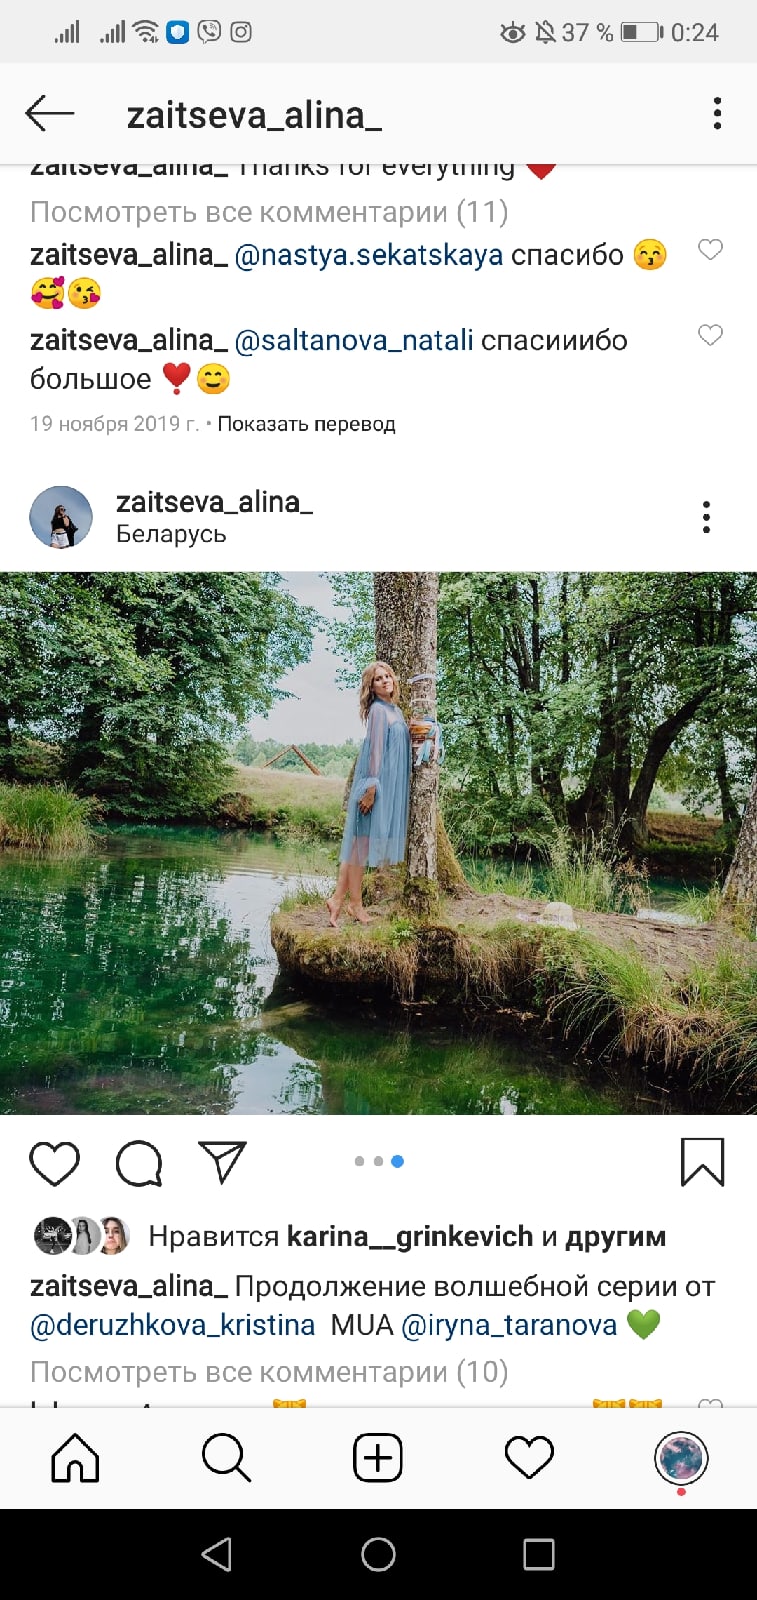 37 % 0:24
zaitseva_alina_
zaitseva_alina_ Thanks for everything ❤️
Посмотреть все комментарии (11)
zaitseva_alina_ @nastya.sekatskaya спасибо 😚
🥰😘
zaitseva_alina_ @saltanova_natali спасииибо
большое ❣️😊
19 ноября 2019 г. • Показать перевод
zaitseva_alina_
Беларусь
Нравится karina__grinkevich и другим
zaitseva_alina_ Продолжение волшебной серии от
@deruzhkova_kristina MUA @iryna_taranova 💚
Посмотреть все комментарии (10)